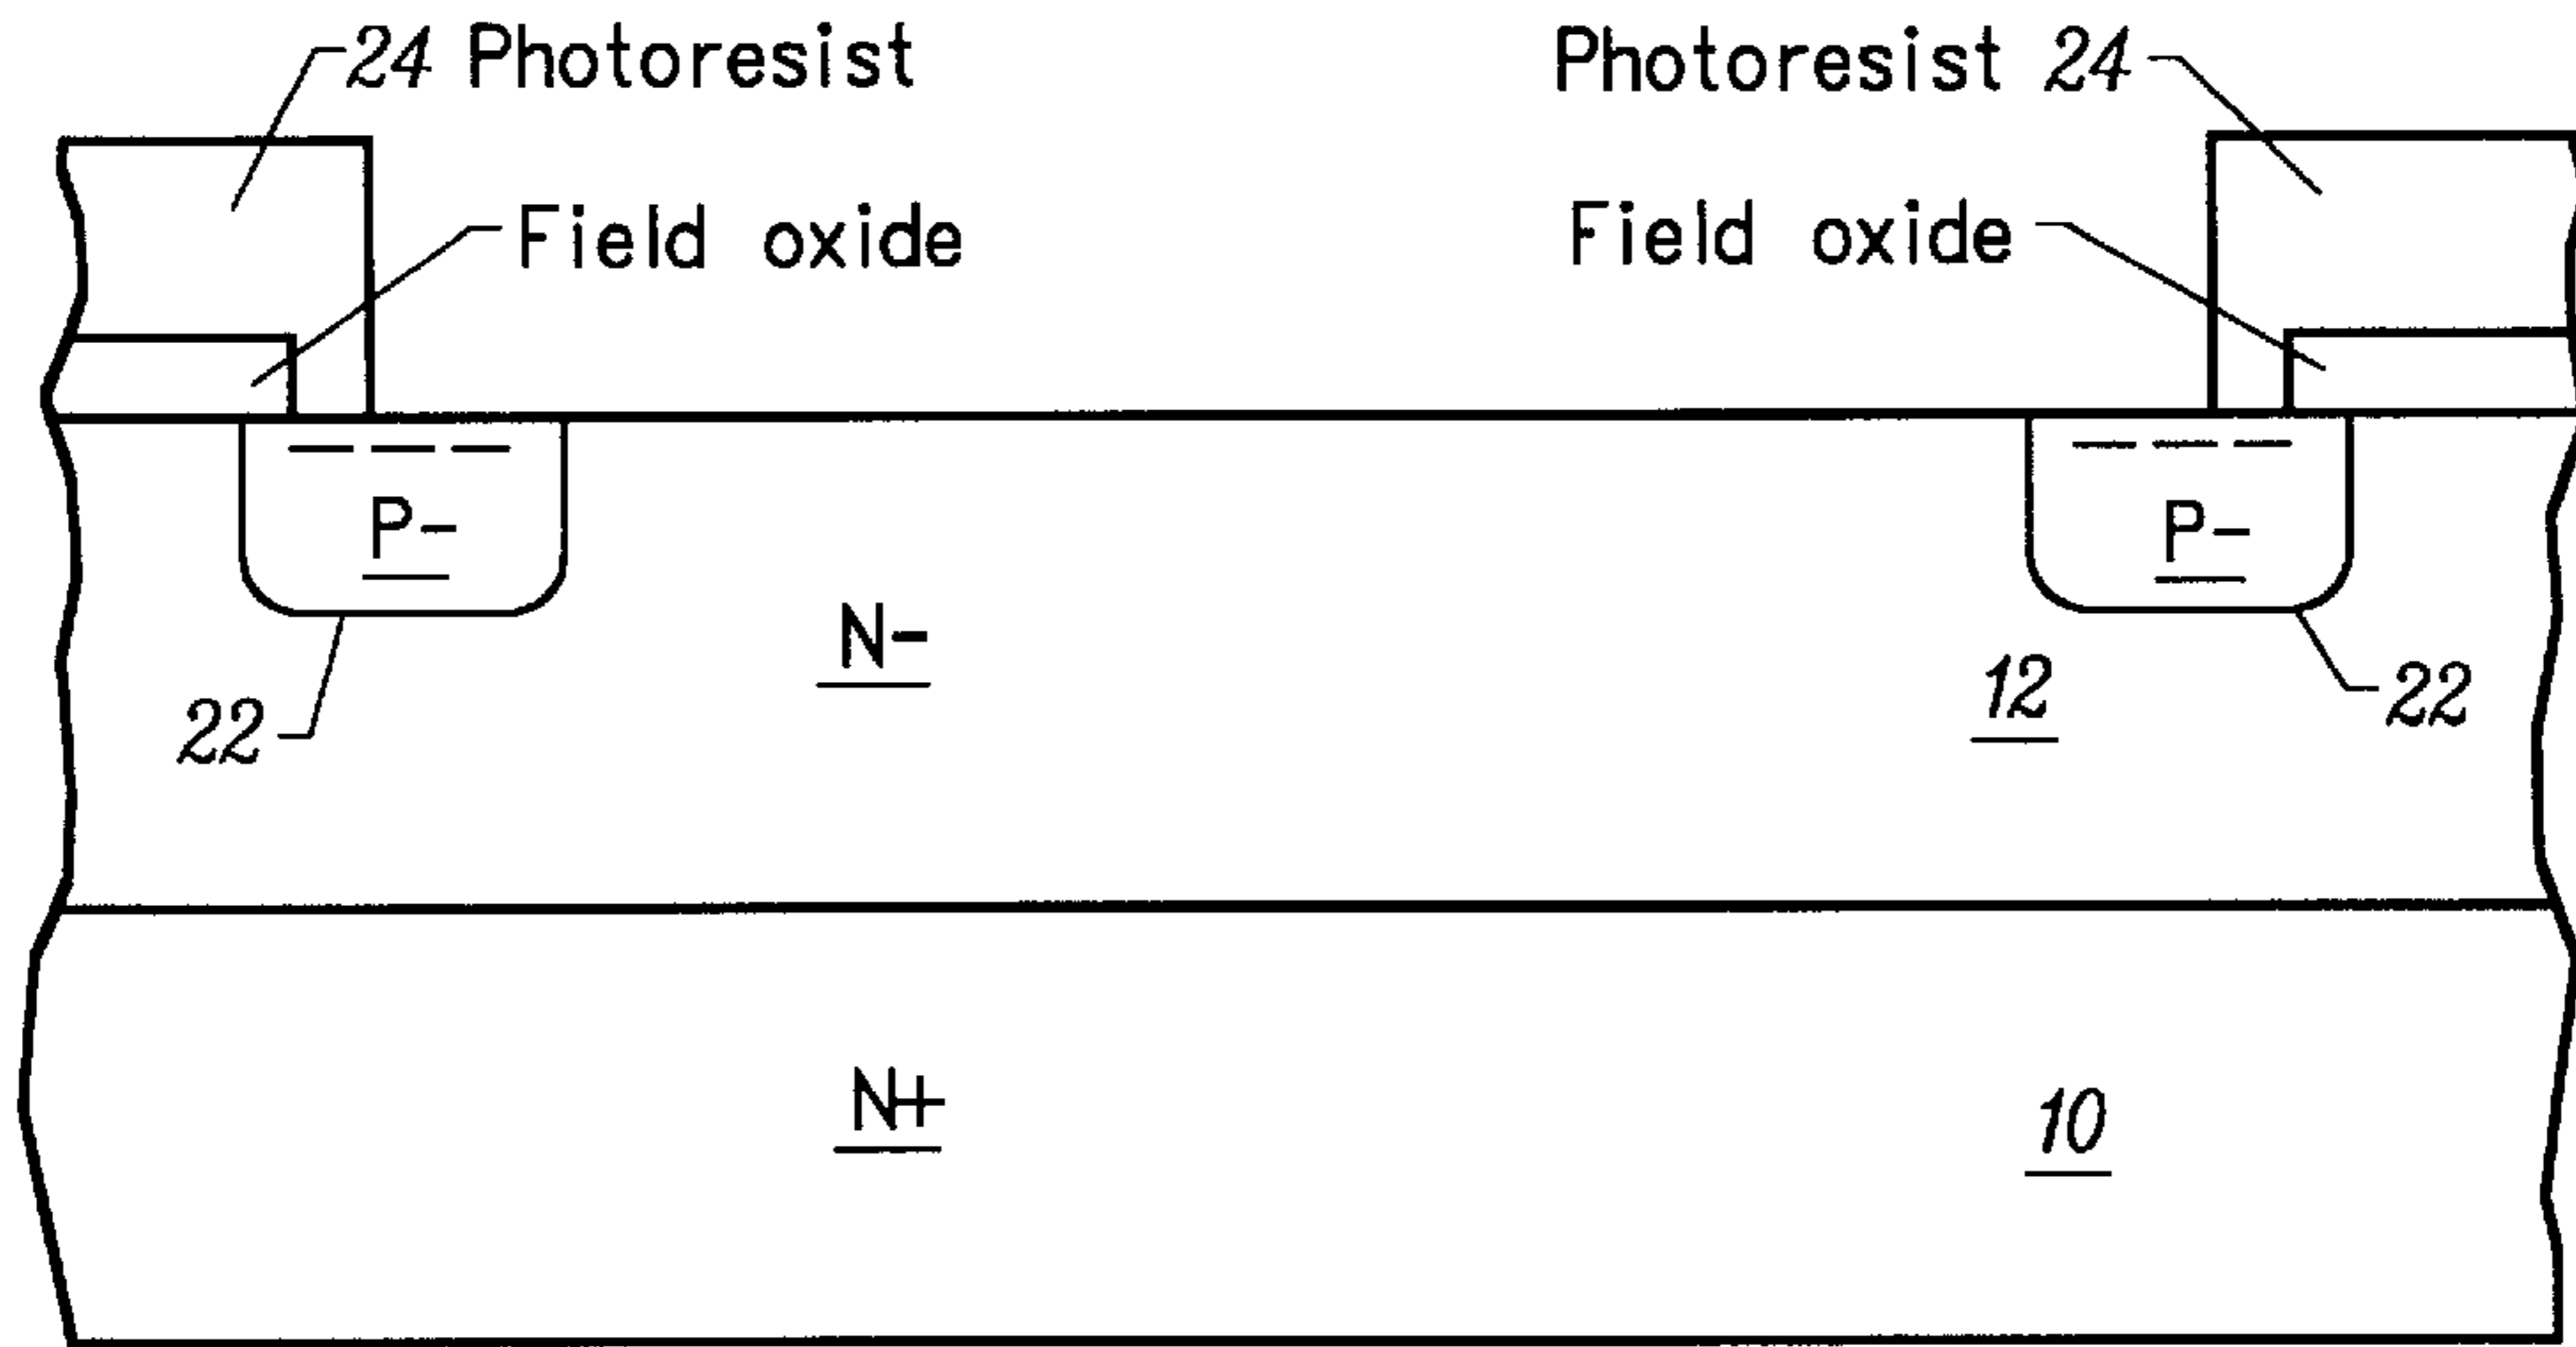 24 Photoresist
Photoresist 24
Field oxide
Field oxide
P-
P-
N-
12
22
22
N+
10